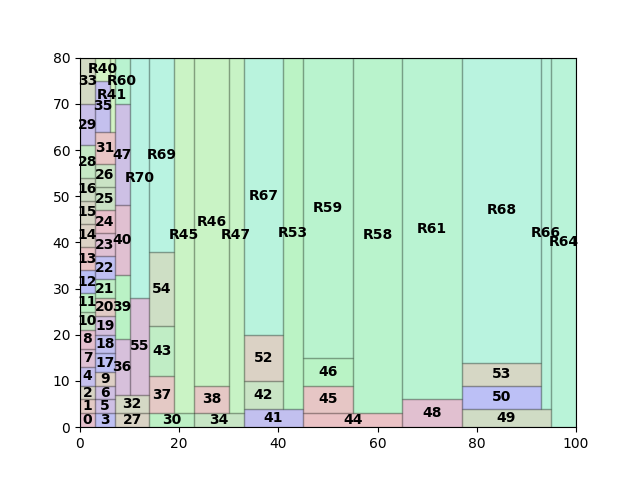 80
70
60
50
40
30
20
10
0
33 R40 R60
R41
35
29 31 47 R69
28 26 R70 R67
16 25 R59 R68
15 24 R46
14 23 40 R45 R47 R53 R58 R61 R66
13 22 R64
12 21 54
11 20 39
10 19
8 18 43 52
7 17 36 55
4 9 46 53
2 6 37 42 50
1 5 32 38 45 48
0 3 27 30 34 41 44 49
0 20 40 60 80 100